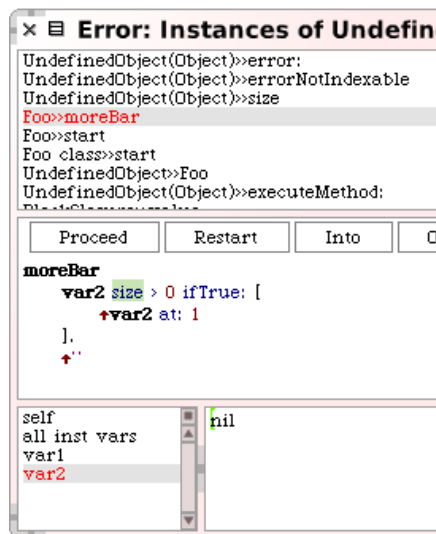 Error: Instances of Undefin
UndefinedObject(Object)>>error:
UndefinedObject(Object)>>errorNotIndexable
UndefinedObject(Object)>>size
Foo>>moreBar
Foo>>start
Foo class>>start
UndefinedObject>>Foo
UndefinedObject(Object)>>executeMethod:
Proceed Restart Into
moreBar
var2 size > 0 ifTrue: [
↑var2 at: 1
].
↑''
self
all inst vars
var1
var2
nil